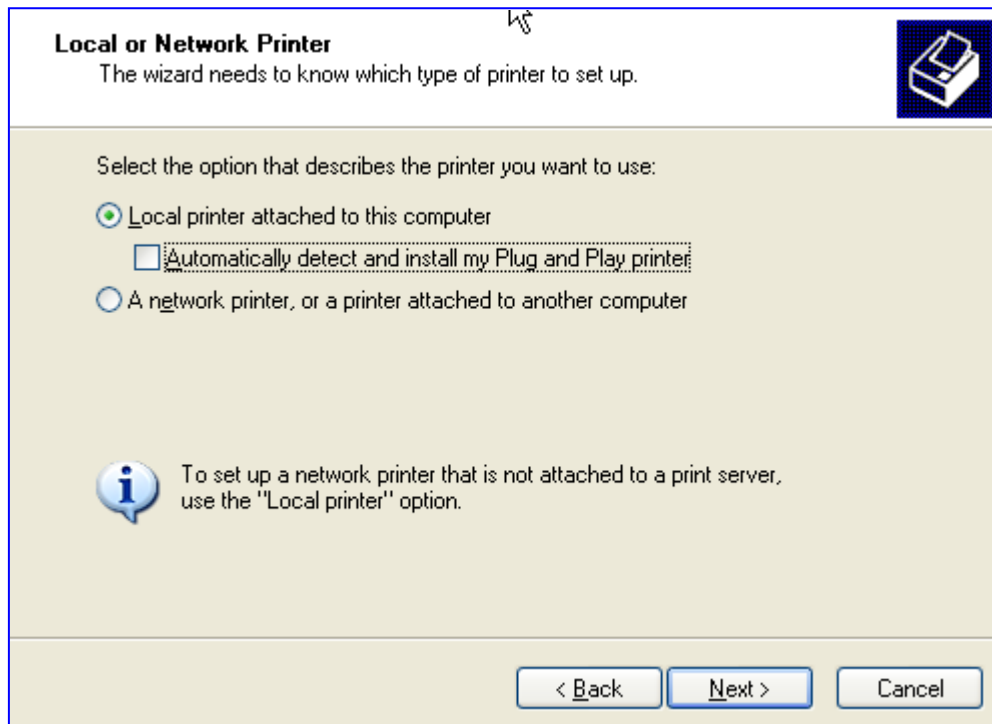 Local or Network Printer
The wizard needs to know which type of printer to set up.
Select the option that describes the printer you want to use:
Local printer attached to this computer
Automatically detect and install my Plug and Play printer
A network printer, or a printer attached to another computer
To set up a network printer that is not attached to a print server,
use the "Local printer" option.
< Back Next > Cancel